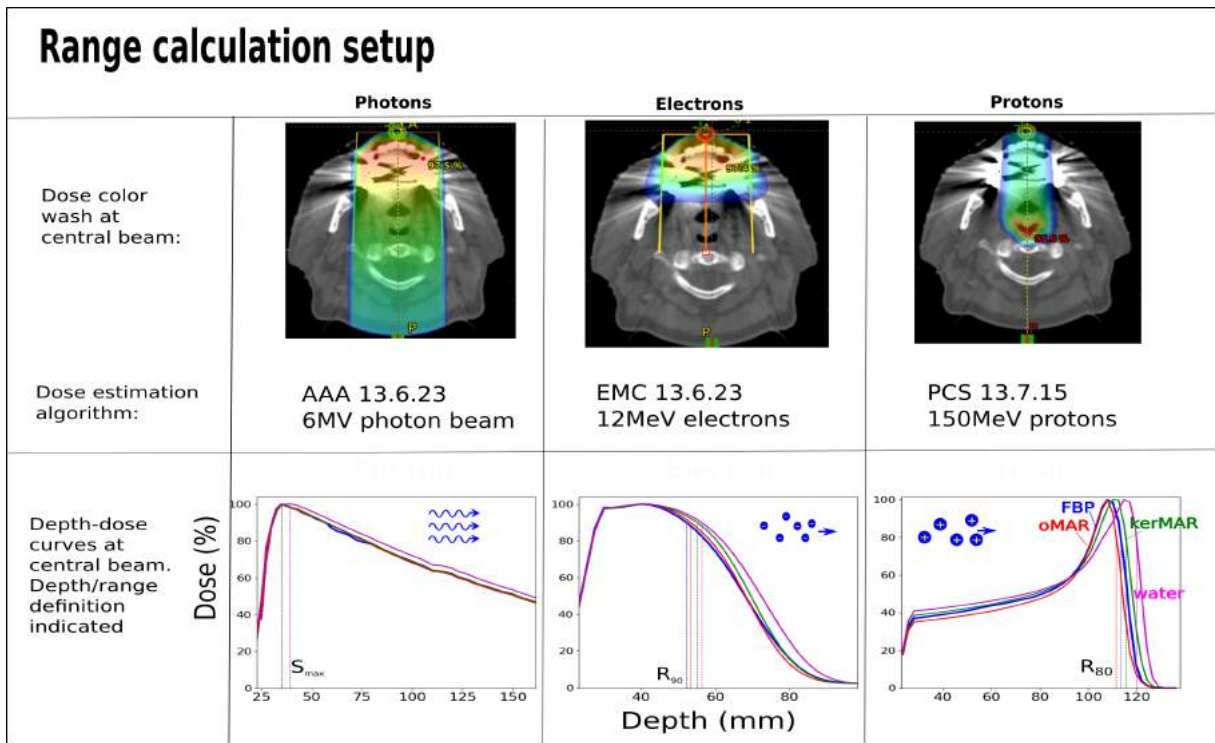 Range calculation setup
Photons
Electrons
Protons
Dose color
wash at
central beam:
A
97.5 %
P
97.4 %
P
Dose estimation
algorithm:
AAA 13.6.23
6MV photon beam
EMC 13.6.23
12MeV electrons
PCS 13.7.15
150MeV protons
Depth-dose
curves at
central beam.
Depth/range
definition
indicated
Dose (%)
100
80
60
40
20
0
25
50
75
100
125
150
Smax
100
80
60
40
20
0
40
60
80
R90
Depth (mm)
100
80
60
40
20
0
40
60
80
100
120
FBP
oMAR
kerMAR
water
R80